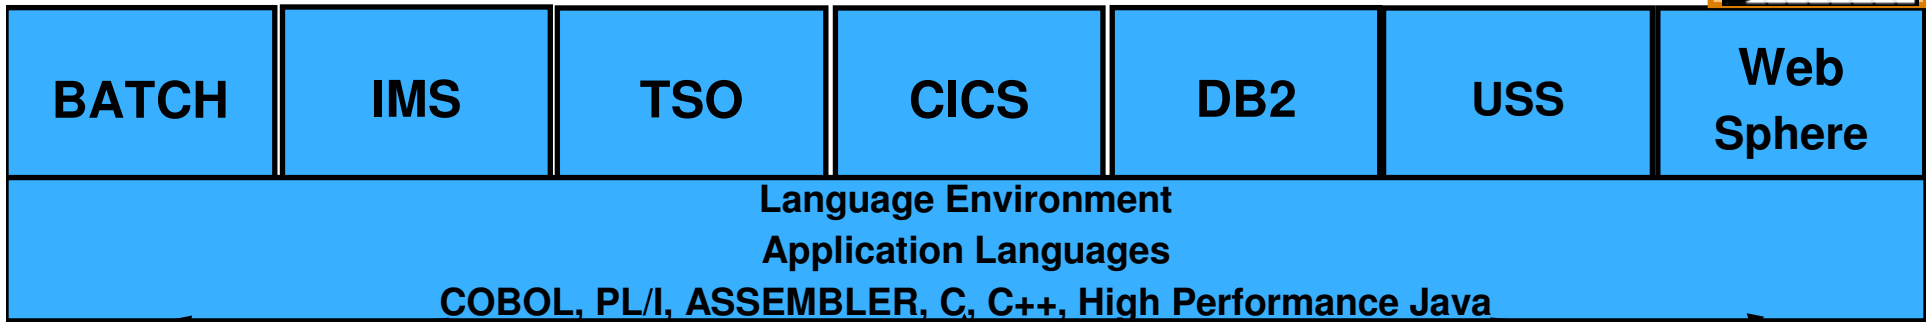 BATCH IMS TSO CICS DB2 USS Web Sphere
Language Environment
Application Languages
COBOL, PL/I, ASSEMBLER, C, C++, High Performance Java